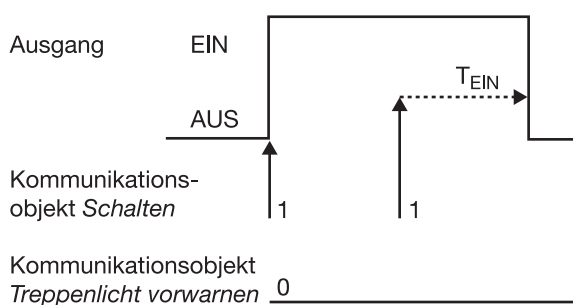 Ausgang EIN
T_EIN
AUS
Kommunikations-
objekt Schalten 1 1
Kommunikationsobjekt
Treppenlicht vorwarnen 0